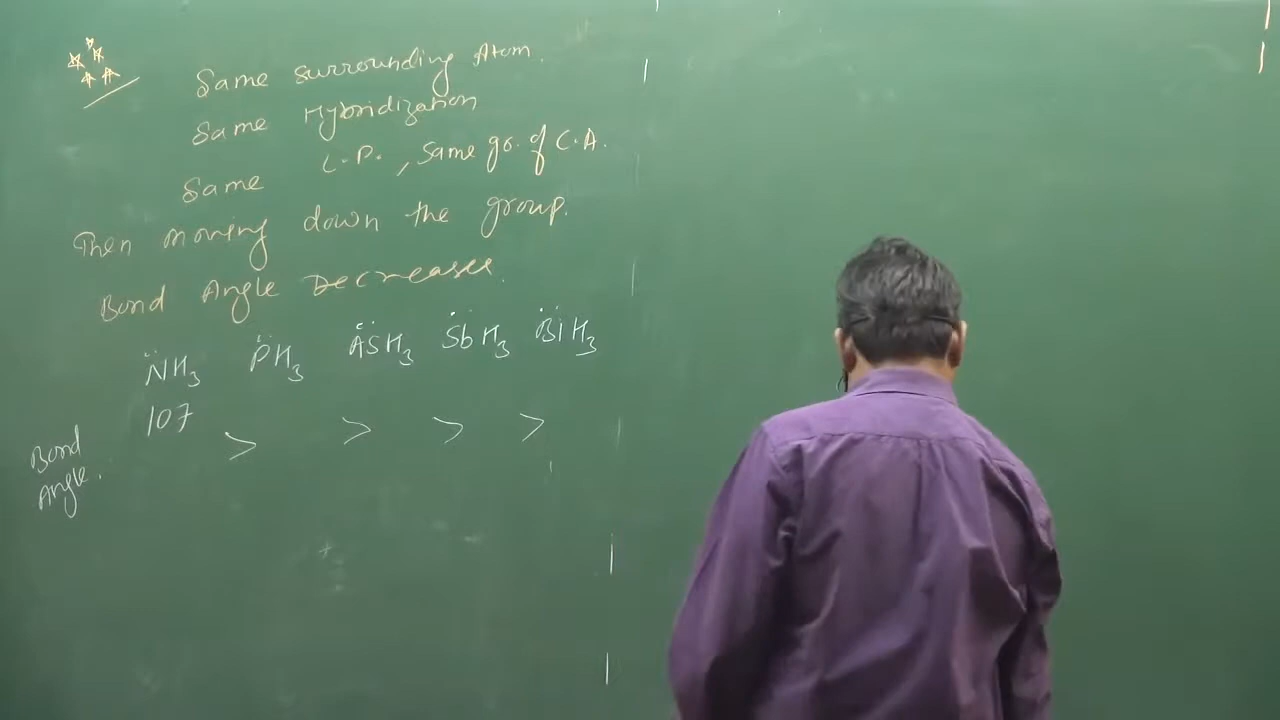 Same surrounding Atom.
Same Hybridization
Same L.P., Same gr. of C.A.
Then moving down the group.
Bond Angle Decreases.
NH3 PH3 AsH3 SbH3 BiH3
Bond Angle. 107 > > > >